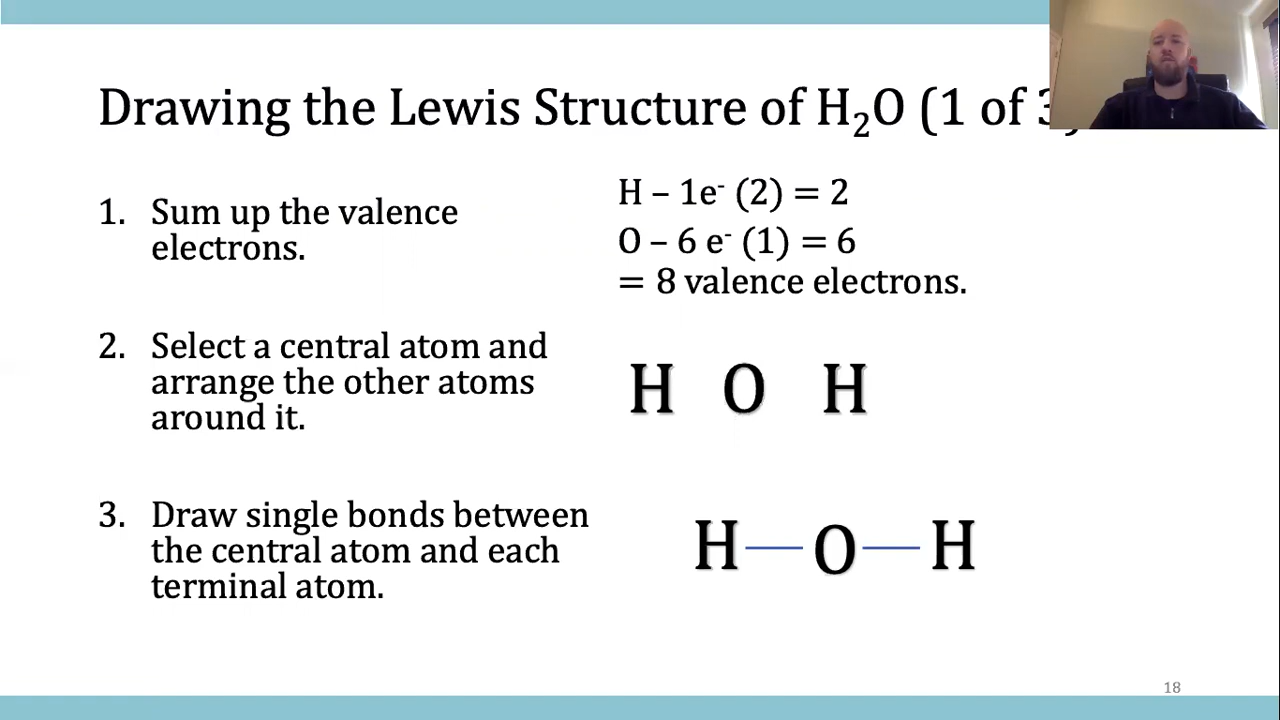 Drawing the Lewis Structure of H₂O (1 of 3)
1. Sum up the valence
electrons.
H – 1e⁻ (2) = 2
O – 6 e⁻ (1) = 6
= 8 valence electrons.
2. Select a central atom and
arrange the other atoms
around it.
H O H
3. Draw single bonds between
the central atom and each
terminal atom.
H—O—H
18